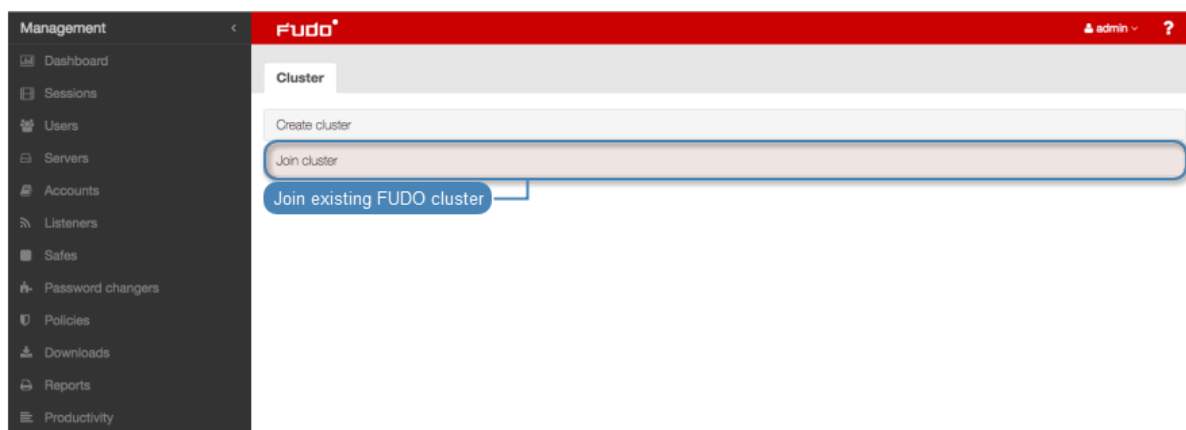 Management
Fudo
admin
?
Dashboard
Cluster
Sessions
Users
Create cluster
Servers
Join cluster
Accounts
Join existing FUDO cluster
Listeners
Safes
Password changers
Policies
Downloads
Reports
Productivity